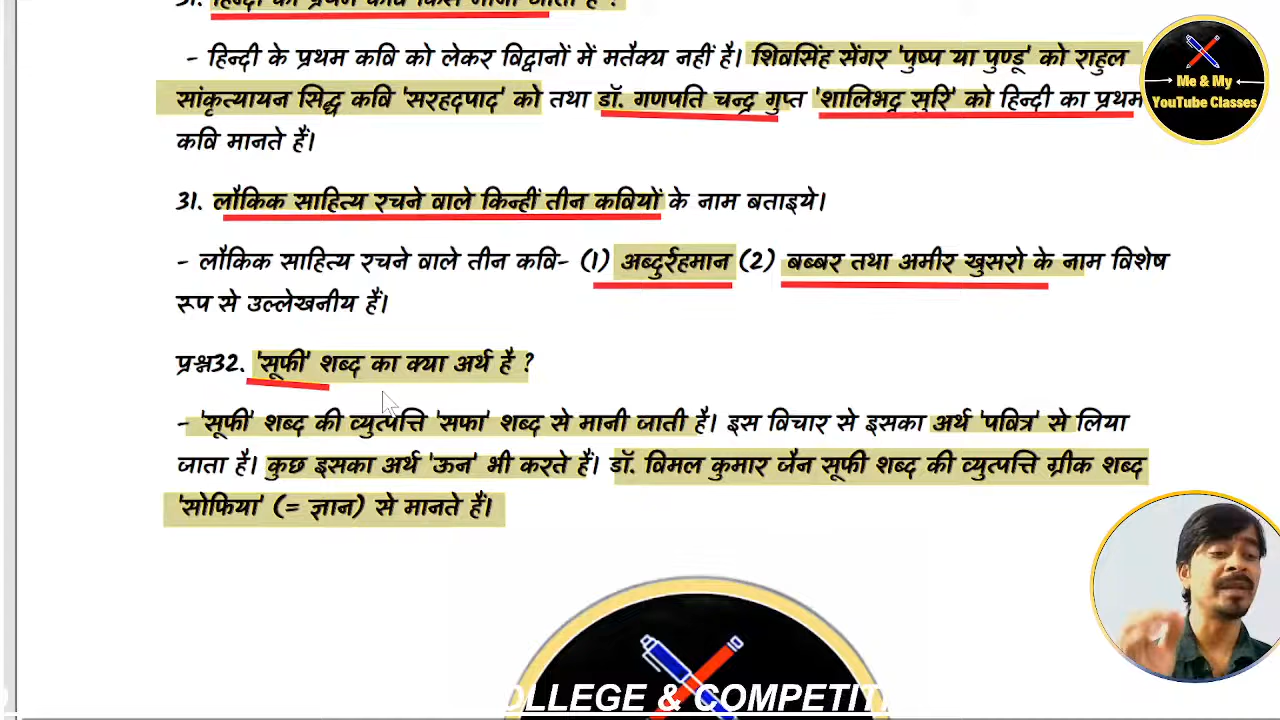 31. हिन्दी का प्रथम कवि किसे माना जाता है ?
- हिन्दी के प्रथम कवि को लेकर विद्वानों में मतैक्य नहीं है। शिवसिंह सेंगर 'पुष्प या पुण्डू' को राहुल
सांकृत्यायन सिद्ध कवि 'सरहदपाद' को तथा डॉ. गणपति चन्द्र गुप्त 'शालिभद्र सूरि' को हिन्दी का प्रथम
कवि मानते हैं।
31. लौकिक साहित्य रचने वाले किन्हीं तीन कवियों के नाम बताइये।
- लौकिक साहित्य रचने वाले तीन कवि- (1) अब्दुर्रहमान (2) बब्बर तथा अमीर खुसरो के नाम विशेष
रूप से उल्लेखनीय हैं।
प्रश्न32. 'सूफी' शब्द का क्या अर्थ है ?
- 'सूफी' शब्द की व्युत्पत्ति 'सफा' शब्द से मानी जाती है। इस विचार से इसका अर्थ 'पवित्र' से लिया
जाता है। कुछ इसका अर्थ 'ऊन' भी करते हैं। डॉ. विमल कुमार जैन सूफी शब्द की व्युत्पत्ति ग्रीक शब्द
'सोफिया' (= ज्ञान) से मानते हैं।
Me & My
YouTube Classes
OLLEGE & COMPETIT